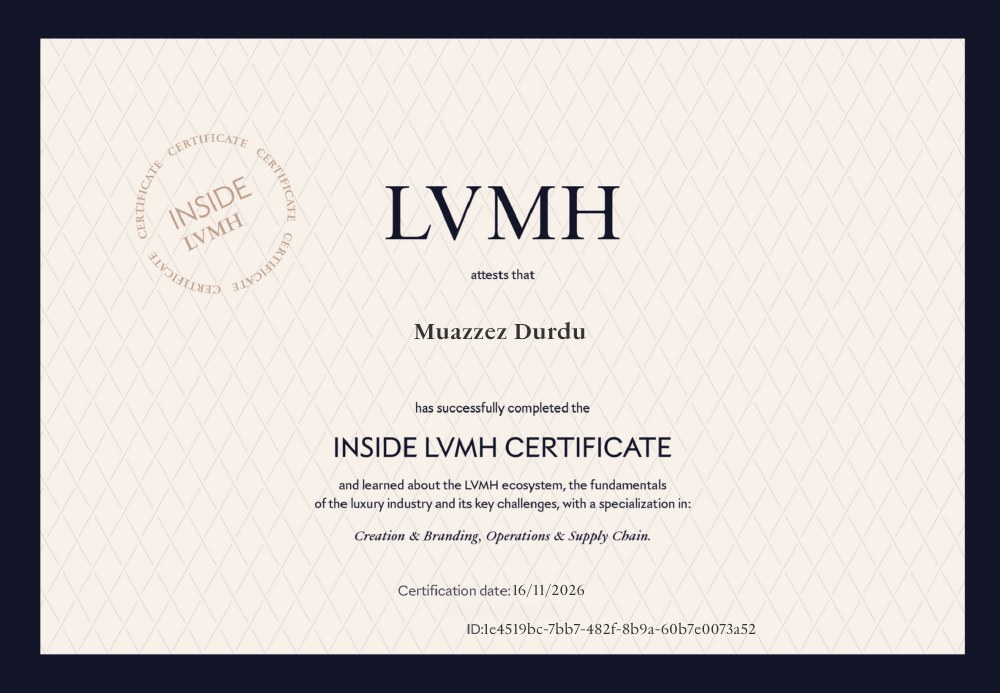 CERTIFICATE CERTIFICATE CERTIFICATE CERTIFICATE CERTIFICATE CERTIFICATE
INSIDE
LVMH
LVMH
attests that
Muazzez Durdu
has successfully completed the
INSIDE LVMH CERTIFICATE
and learned about the LVMH ecosystem, the fundamentals
of the luxury industry and its key challenges, with a specialization in:
Creation & Branding, Operations & Supply Chain.
Certification date:16/11/2026
ID:1e4519bc-7bb7-482f-8b9a-60b7e0073a52